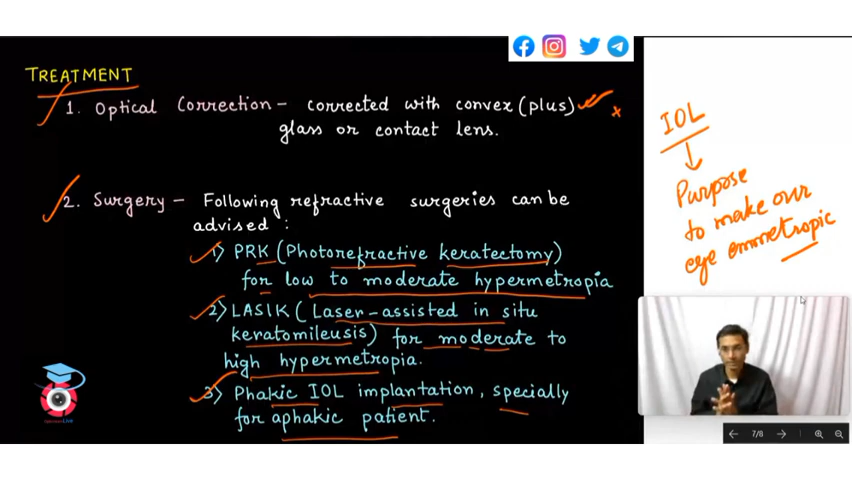 TREATMENT
1. Optical Correction – corrected with convex (plus)
glass or contact lens.
2. Surgery – Following refractive surgeries can be
advised :
1) PRK (Photorefractive keratectomy)
for low to moderate hypermetropia
2) LASIK ( Laser-assisted in situ
keratomileusis) for moderate to
high hypermetropia.
3) Phakic IOL implantation, specially
for aphakic patient.
IOL
Purpose
to make our
eye emmetropic
7/8